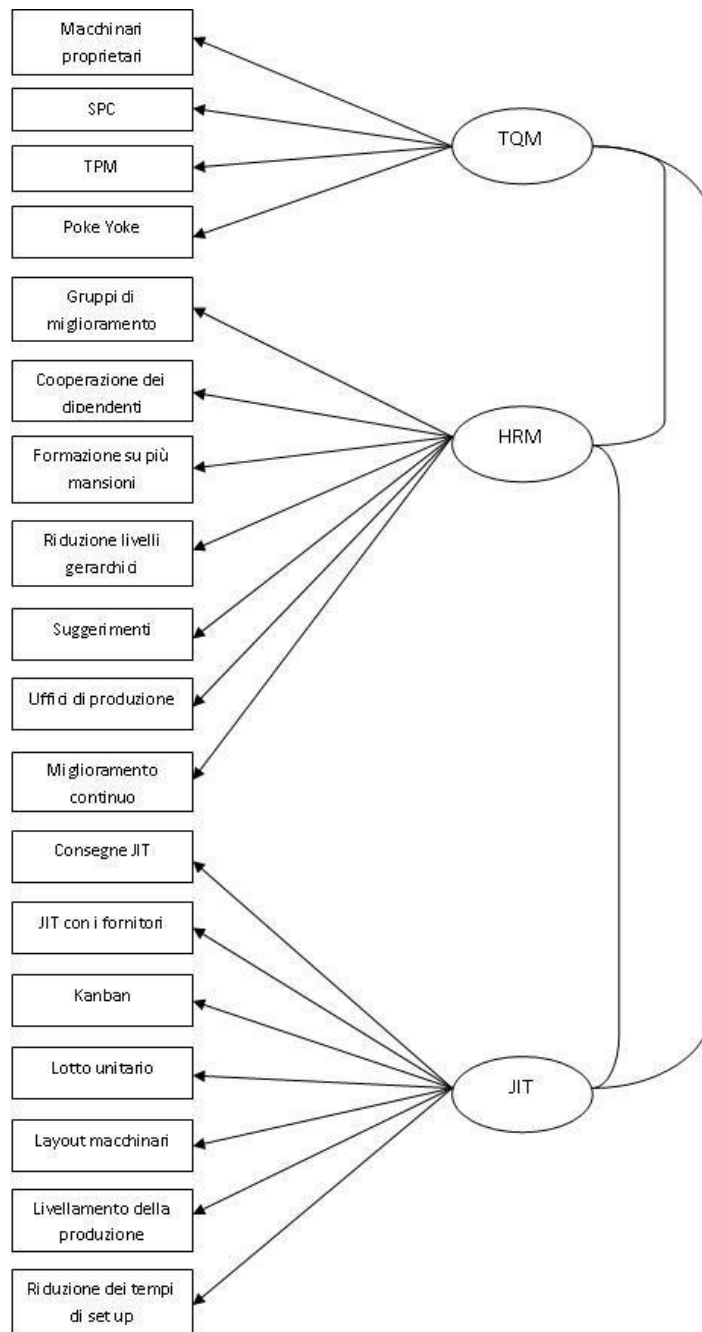 Macchinari
proprietari
SPC
TPM
Poke Yoke
TQM
Gruppi di
miglioramento
Cooperazione dei
dipendenti
Formazione su più
mansioni
Riduzione livelli
gerarchici
Suggerimenti
Uffici di produzione
Miglioramento
continuo
HRM
Consegne JIT
JIT con i fornitori
Kanban
Lotto unitario
Layout macchinari
Livellamento della
produzione
Riduzione dei tempi
di set up
JIT